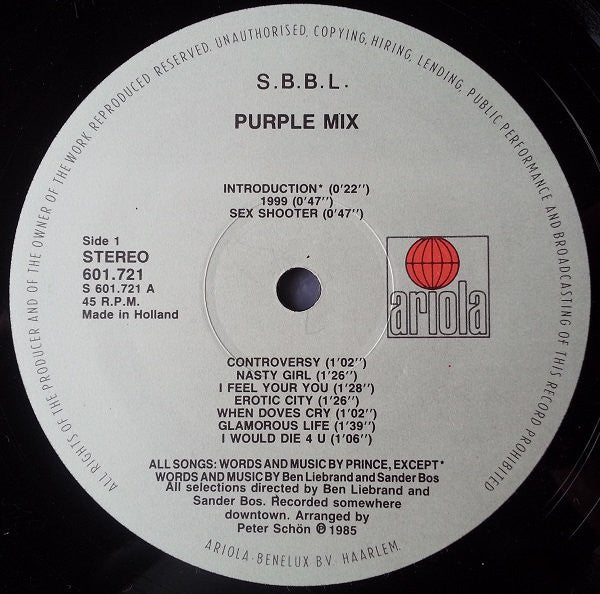 ALL RIGHTS OF THE PRODUCER AND OF THE OWNER OF THE WORK REPRODUCED RESERVED. UNAUTHORISED, COPYING, HIRING, LENDING, PUBLIC PERFORMANCE AND BROADCASTING OF THIS RECORD PROHIBITED
S.B.B.L.
PURPLE MIX
INTRODUCTION* (0'22'')
1999 (0'47'')
SEX SHOOTER (0'47'')
Side 1
STEREO
601.721
S 601.721 A
45 R.P.M.
Made in Holland
ariola
CONTROVERSY (1'02'')
NASTY GIRL (1'26'')
I FEEL YOUR YOU (1'28'')
EROTIC CITY (1'26'')
WHEN DOVES CRY (1'02'')
GLAMOROUS LIFE (1'39'')
I WOULD DIE 4 U (1'06'')
ALL SONGS: WORDS AND MUSIC BY PRINCE, EXCEPT*
WORDS AND MUSIC BY Ben Liebrand and Sander Bos
All selections directed by Ben Liebrand and
Sander Bos. Recorded somewhere
downtown. Arranged by
Peter Schön ℗ 1985
ARIOLA-BENELUX B.V. HAARLEM.